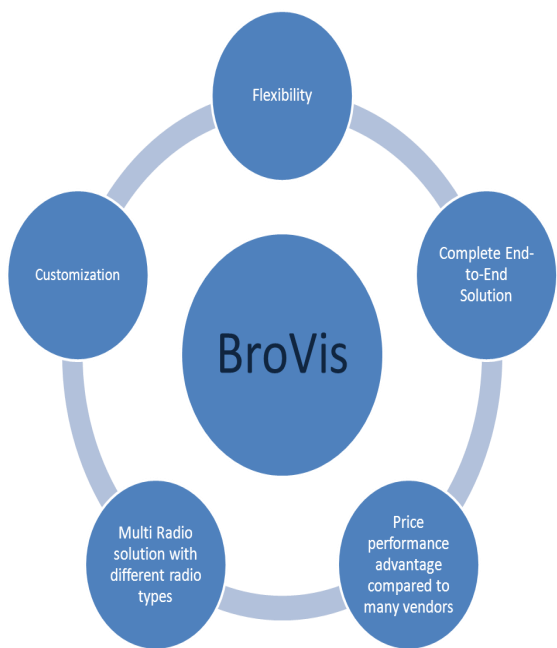 Flexibility
Complete End-
to-End
Solution
Price
performance
advantage
compared to
many vendors
Multi Radio
solution with
different radio
types
Customization
BroVis